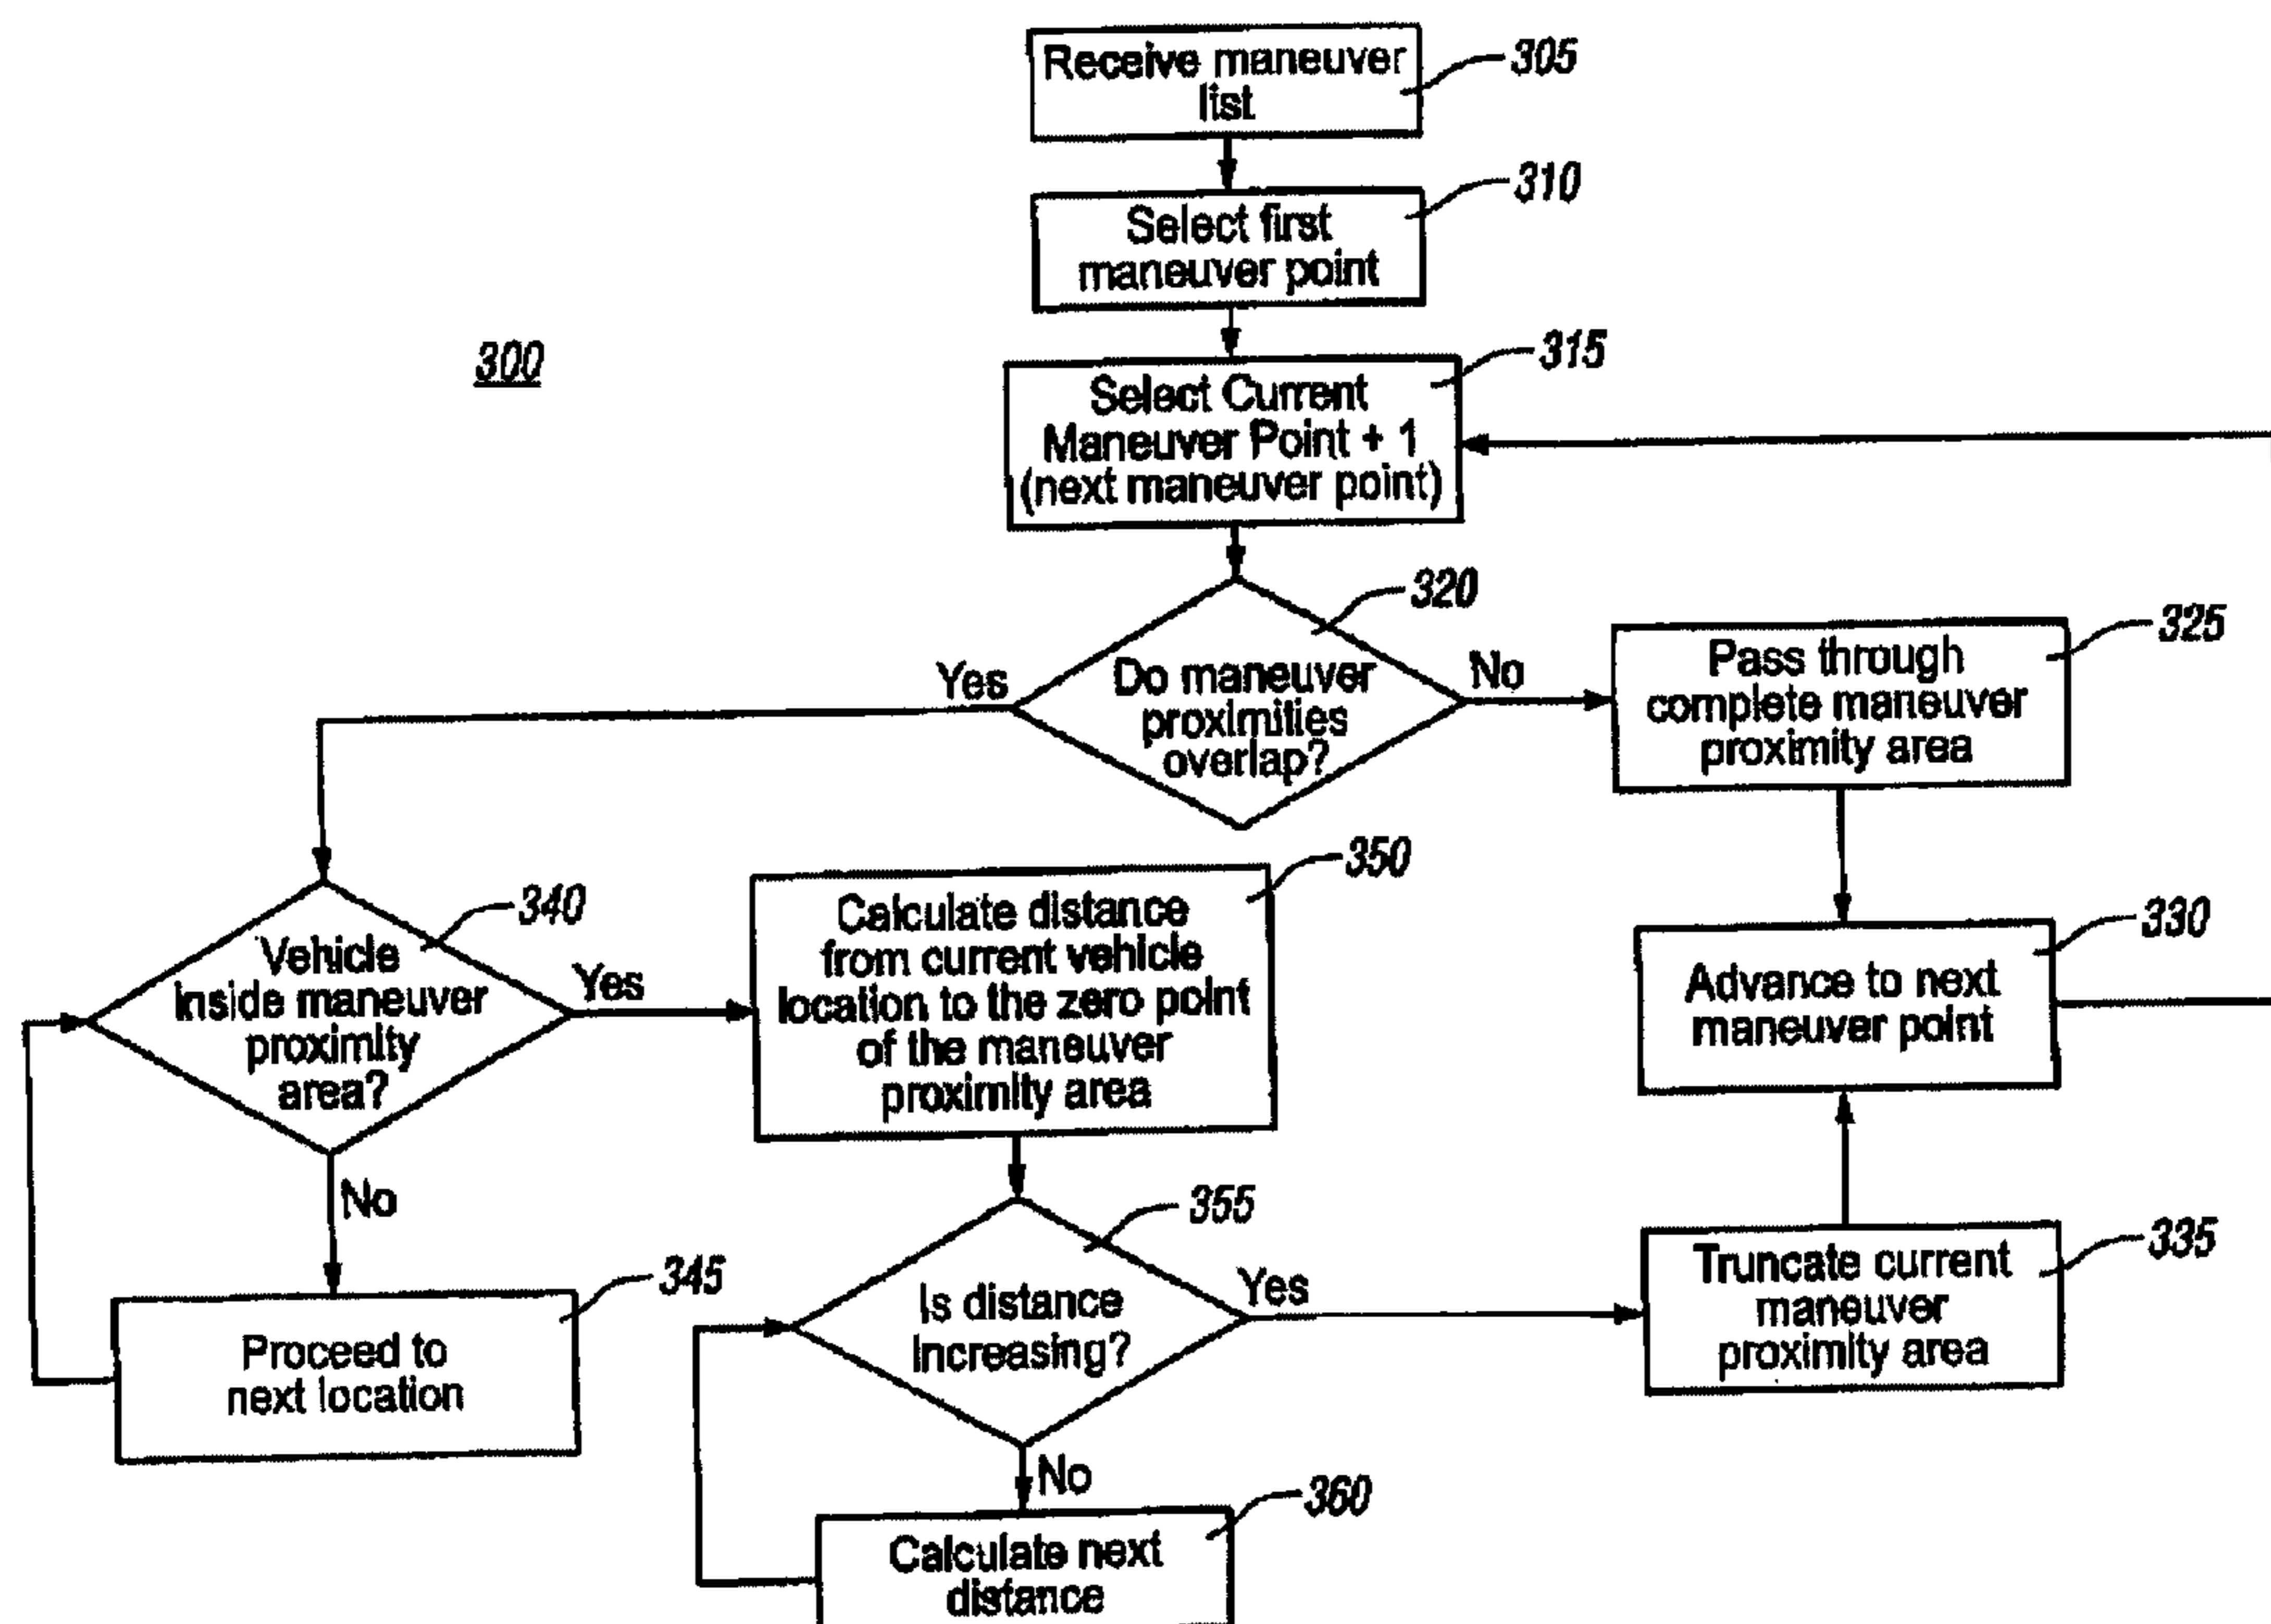 Receive maneuver
list
305
Select first
maneuver point
310
300
Select Current
Maneuver Point + 1
(next maneuver point)
315
320
Do maneuver
proximities
overlap?
Yes
No
Pass through
complete maneuver
proximity area
325
340
Vehicle
inside maneuver
proximity
area?
Yes
No
Calculate distance
from current vehicle
location to the zero point
of the maneuver
proximity area
350
Advance to next
maneuver point
330
Proceed to
next location
345
355
Is distance
increasing?
Yes
No
Truncate current
maneuver
proximity area
335
Calculate next
distance
360